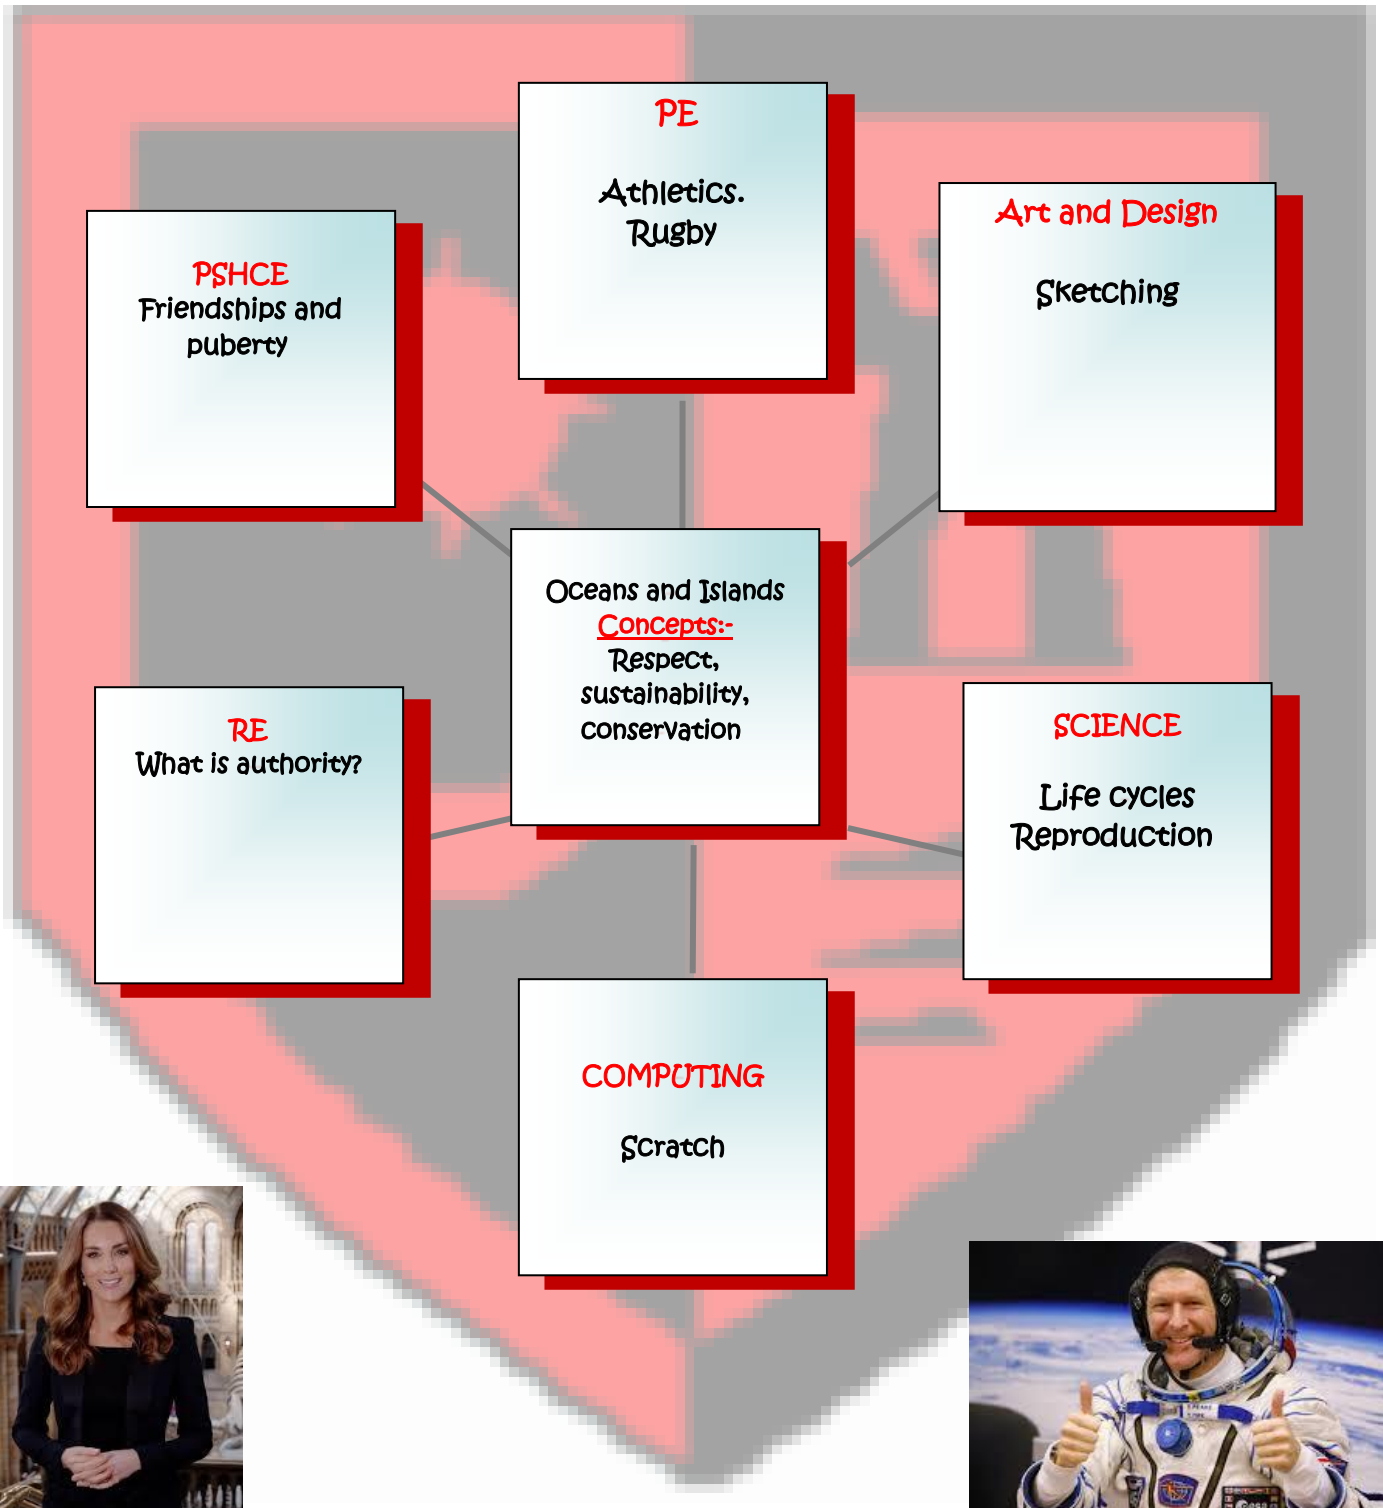 PE
Athletics.
Rugby
Art and Design
Sketching
PSHCE
Friendships and
puberty
Oceans and Islands
Concepts:-
Respect,
sustainability,
conservation
RE
What is authority?
SCIENCE
Life cycles
Reproduction
COMPUTING
Scratch
esa